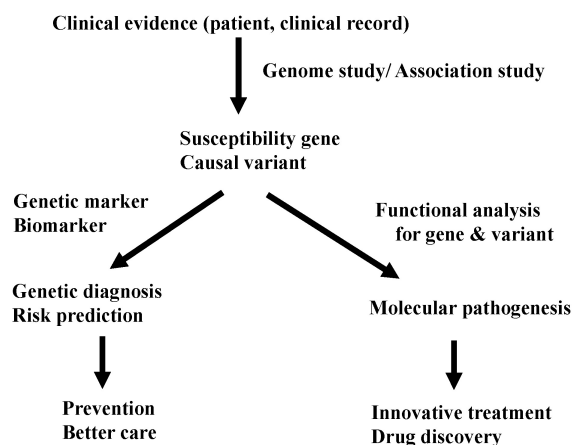 Clinical evidence (patient, clinical record)
Genome study/ Association study
Susceptibility gene
Causal variant
Genetic marker
Biomarker
Functional analysis
for gene & variant
Genetic diagnosis
Risk prediction
Molecular pathogenesis
Prevention
Better care
Innovative treatment
Drug discovery